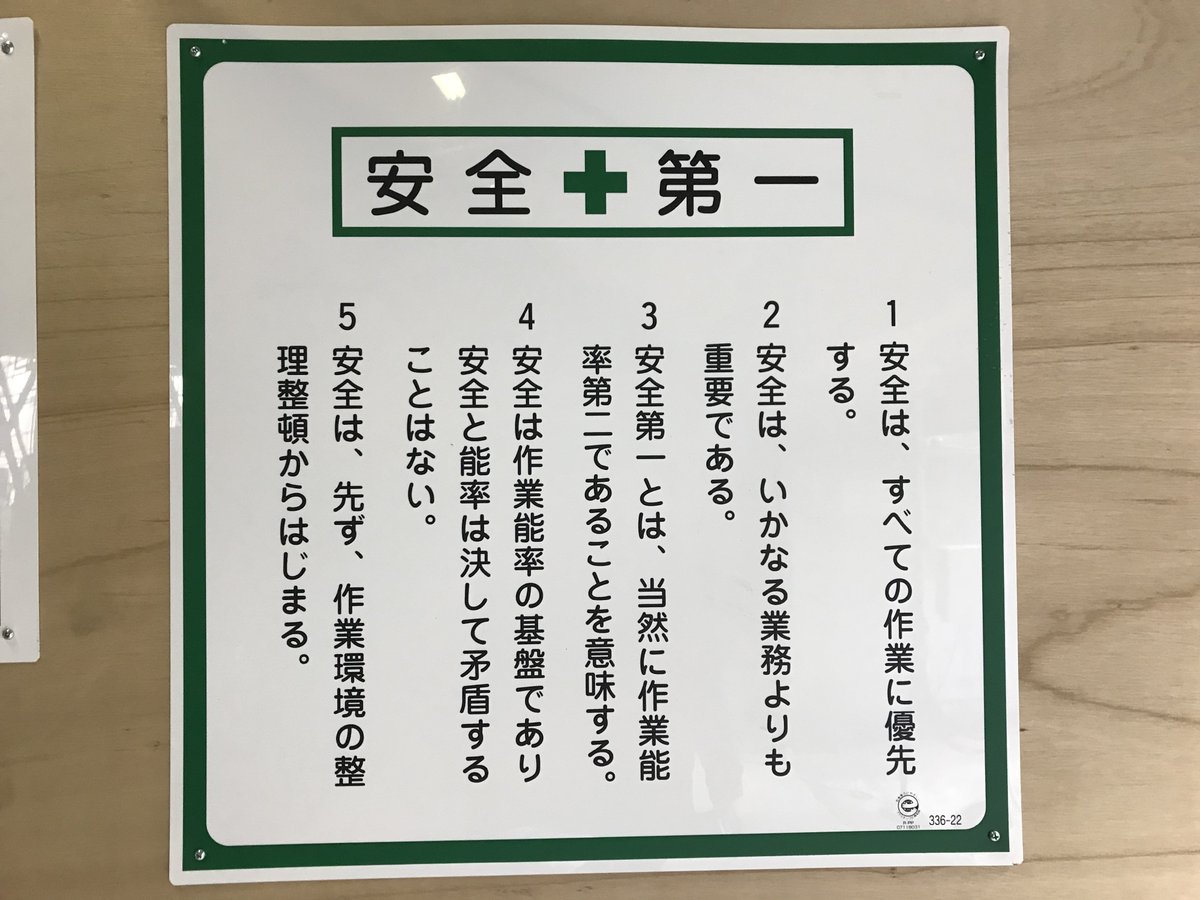 安全✚第一
1 安全は、すべての作業に優先
する。
2 安全は、いかなる業務よりも
重要である。
3 安全第一とは、当然に作業能
率第二であることを意味する。
4 安全は作業能率の基盤であり
安全と能率は決して矛盾する
ことはない。
5 安全は、先ず、作業環境の整
理整頓からはじまる。
336-22